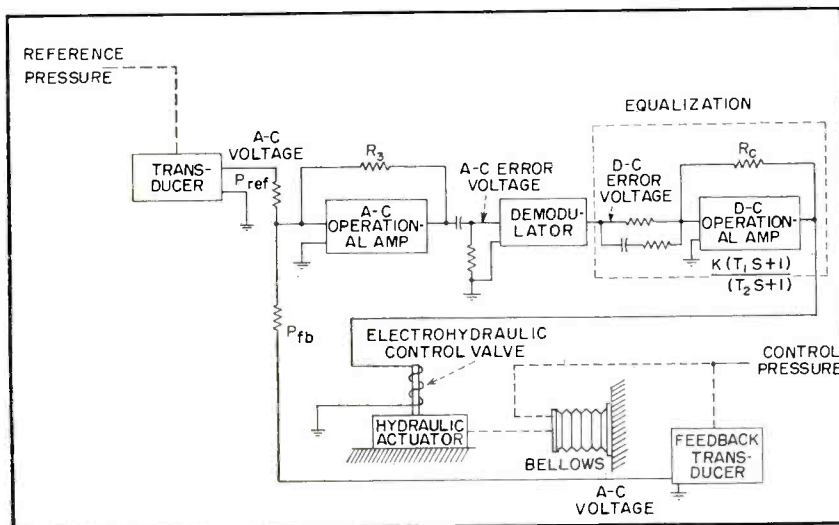 REFERENCE
PRESSURE
A-C
VOLTAGE
TRANS-
DUCER
Pref
R3
A-C
OPERATION-
AL AMP
A-C ERROR
VOLTAGE
DEMODU-
LATOR
EQUALIZATION
D-C
ERROR
VOLTAGE
RC
D-C
OPERATION-
AL AMP
K(T1S+1)
(T2S+1)
Pfb
ELECTROHYDRAULIC
CONTROL VALVE
HYDRAULIC
ACTUATOR
BELLOWS
CONTROL
PRESSURE
FEEDBACK
TRANS-
DUCER
A-C
VOLTAGE